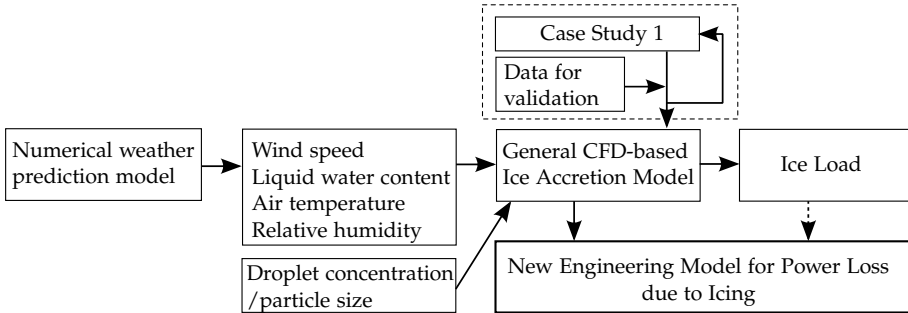 Case Study 1
Data for
validation
Numerical weather
prediction model
Wind speed
Liquid water content
Air temperature
Relative humidity
General CFD-based
Ice Accretion Model
Ice Load
Droplet concentration
/particle size
New Engineering Model for Power Loss
due to Icing